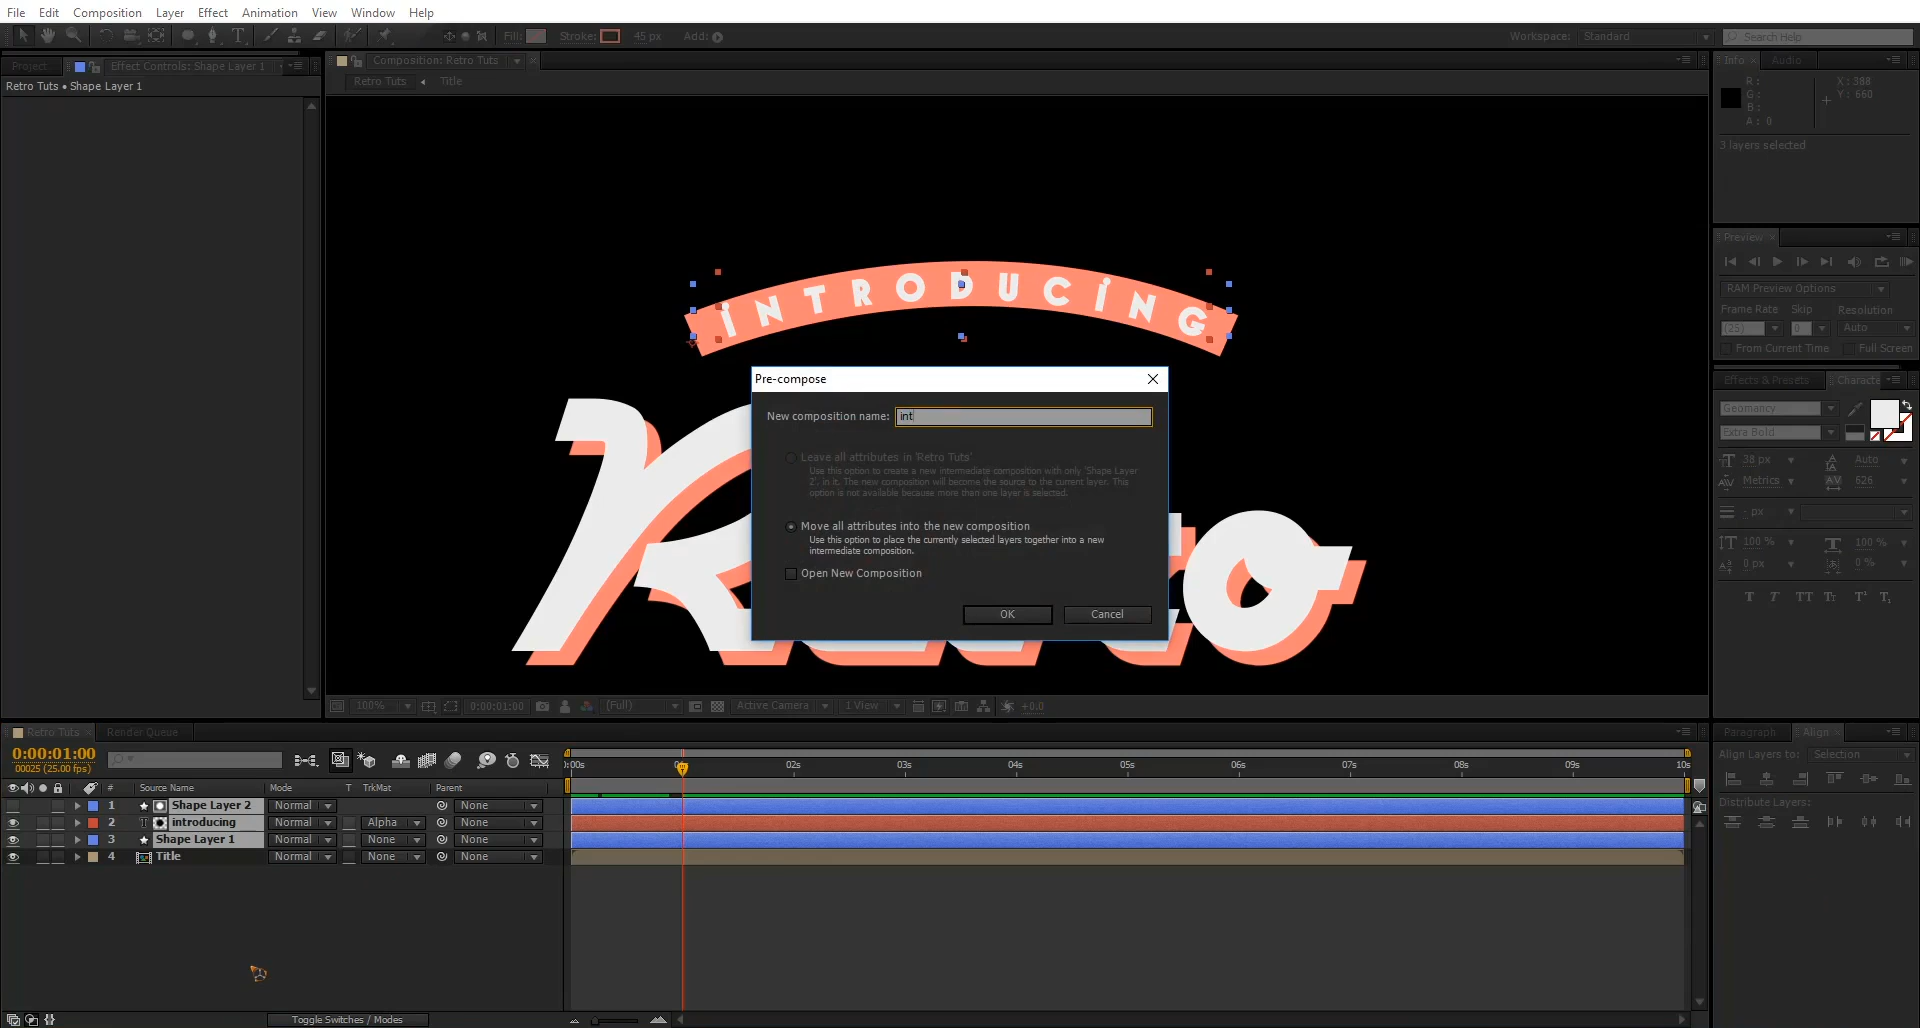 File Edit Composition Layer Effect Animation View Window Help
Fill: Stroke: 45 px Add: Workspace: Standard Search Help
Project Effect Controls: Shape Layer 1
Retro Tuts • Shape Layer 1
Composition: Retro Tuts
Retro Tuts Title
INTRODUCING
Retro
Pre-compose
New composition name: int
Leave all attributes in 'Retro Tuts'
Use this option to create a new intermediate composition with only 'Shape Layer
2'. in it. The new composition will become the source to the current layer. This
option is not available because more than one layer is selected.
Move all attributes into the new composition
Use this option to place the currently selected layers together into a new
intermediate composition.
Open New Composition
OK Cancel
100% 0:00:01:00 (Full) Active Camera 1 View +0.0
Info Audio
R: X: 388
G: Y: 660
B:
A: 0
3 layers selected
Preview
RAM Preview Options
Frame Rate Skip Resolution
(25) 0 Auto
From Current Time Full Screen
Effects & Presets Characte
Geomancy
Extra Bold
38 px Auto
Metrics 626
- px
100 % 100 %
0 px 0 %
T T TT Tt T¹ T₁
Retro Tuts Render Queue
0:00:01:00
00025 (25.00 fps)
# Source Name Mode T TrkMat Parent
1 Shape Layer 2 Normal None
2 introducing Normal Alpha None
3 Shape Layer 1 Normal None None
4 Title Normal None None
:00s 02s 03s 04s 05s 06s 07s 08s 09s 10s
Toggle Switches / Modes
Paragraph Align
Align Layers to: Selection
Distribute Layers: